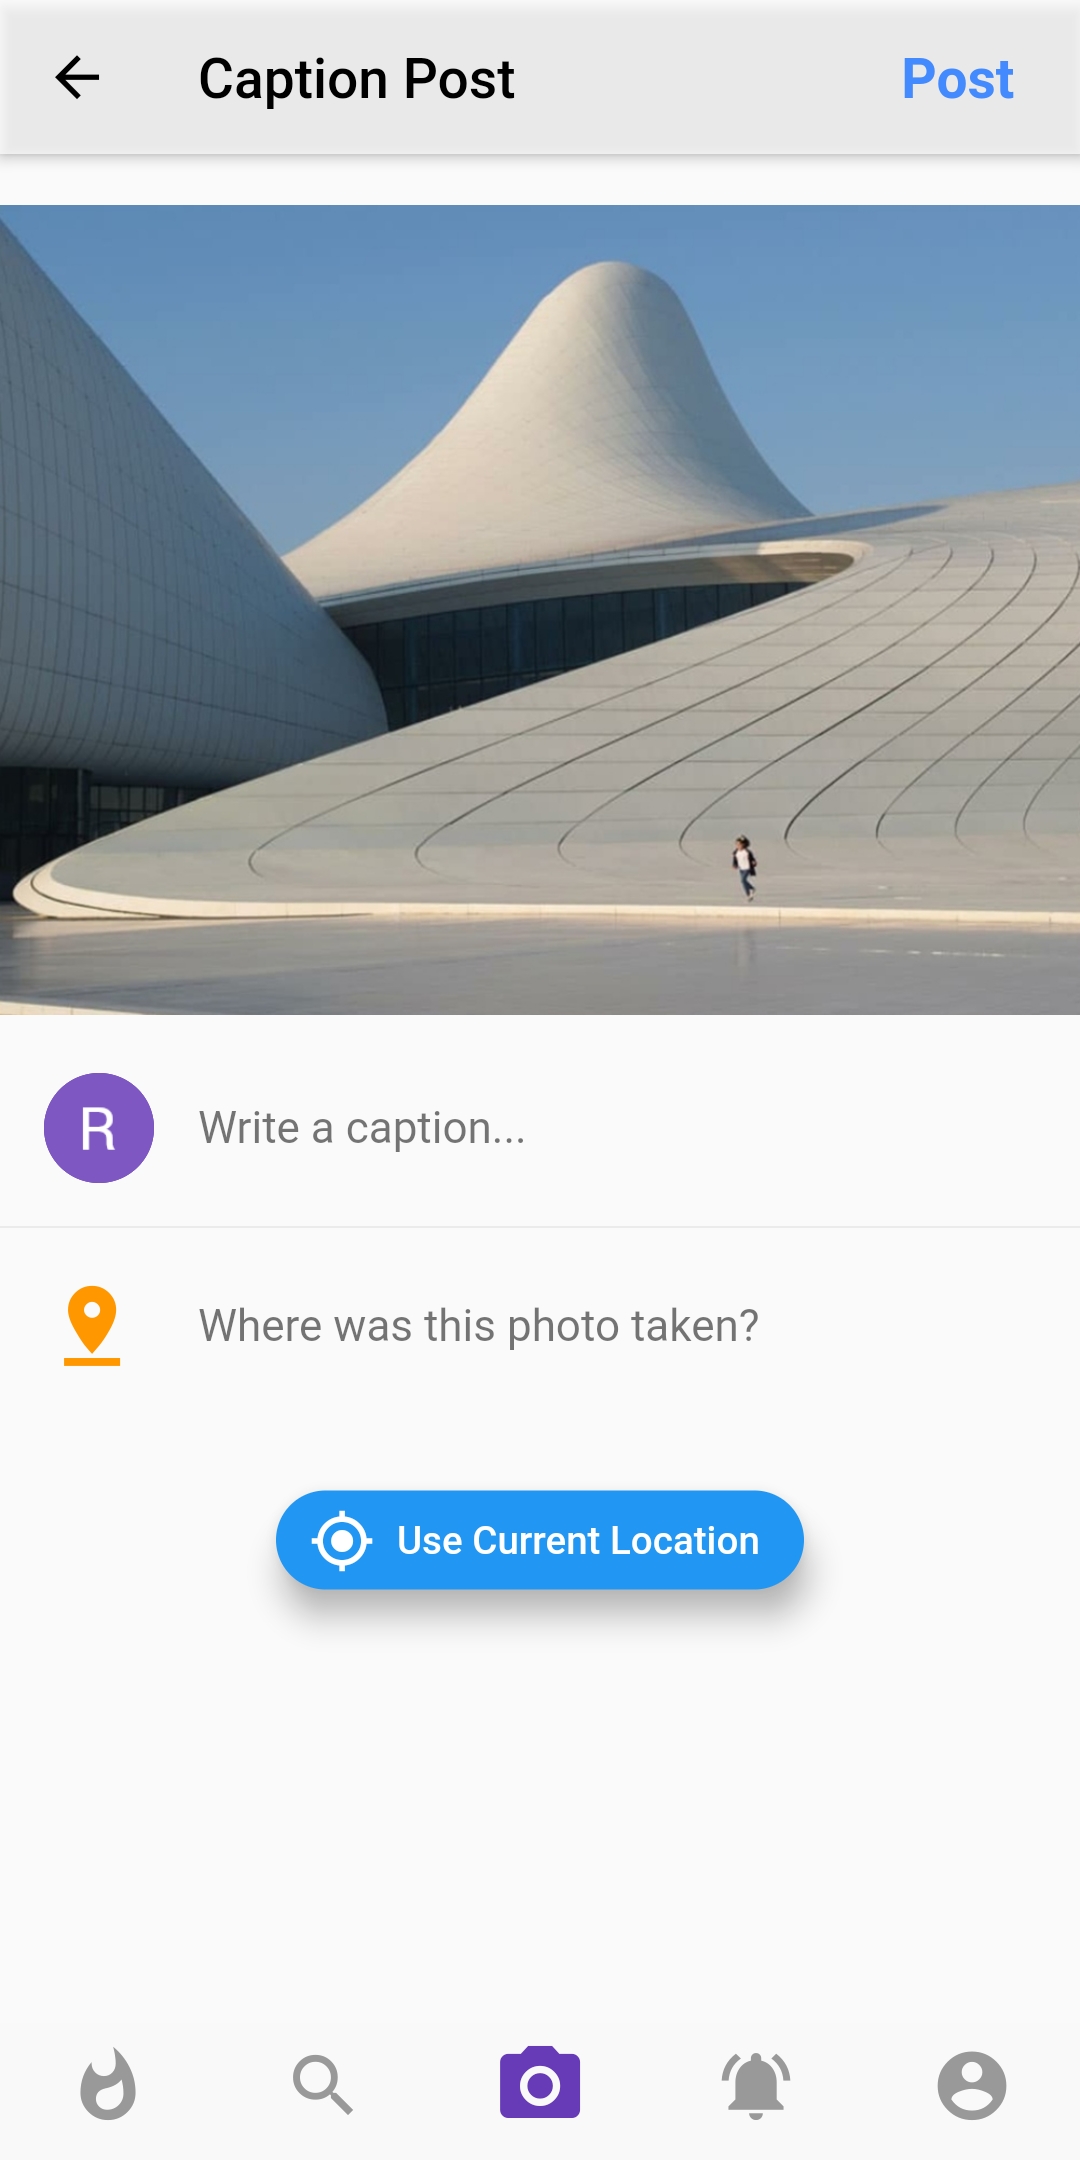 Caption Post
Post
R
Write a caption...
Where was this photo taken?
Use Current Location